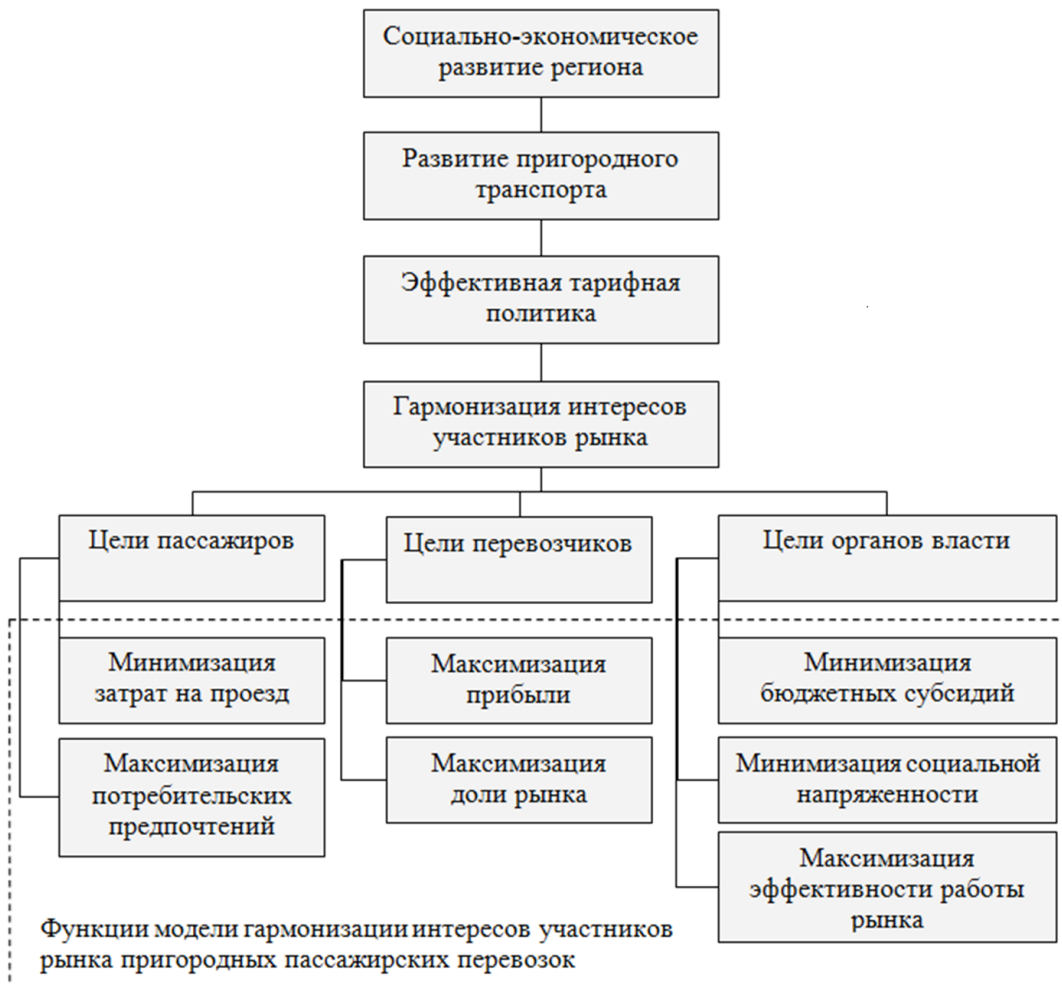 Социально-экономическое
развитие региона
Развитие пригородного
транспорта
Эффективная тарифная
политика
Гармонизация интересов
участников рынка
Цели пассажиров
Цели перевозчиков
Цели органов власти
Минимизация
затрат на проезд
Максимизация
прибыли
Минимизация
бюджетных субсидий
Максимизация
потребительских
предпочтений
Максимизация
доли рынка
Минимизация социальной
напряженности
Максимизация
эффективности работы
рынка
Функции модели гармонизации интересов участников
рынка пригородных пассажирских перевозок